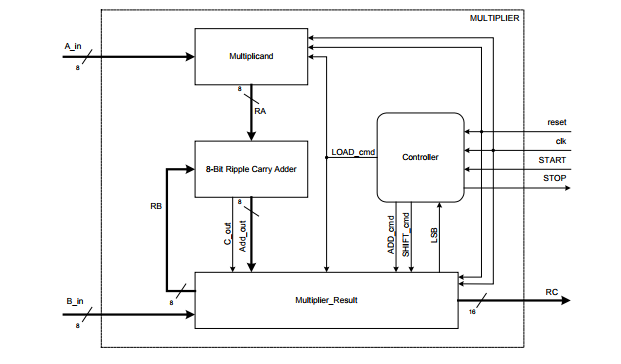 MULTIPLIER
A_in
8
Multiplicand
8
RA
reset
clk
START
STOP
LOAD_cmd
Controller
8-Bit Ripple Carry Adder
RB
8
C_out
Add_out
ADD_cmd
SHIFT_cmd
LSB
B_in
8
8
Multiplier_Result
RC
16